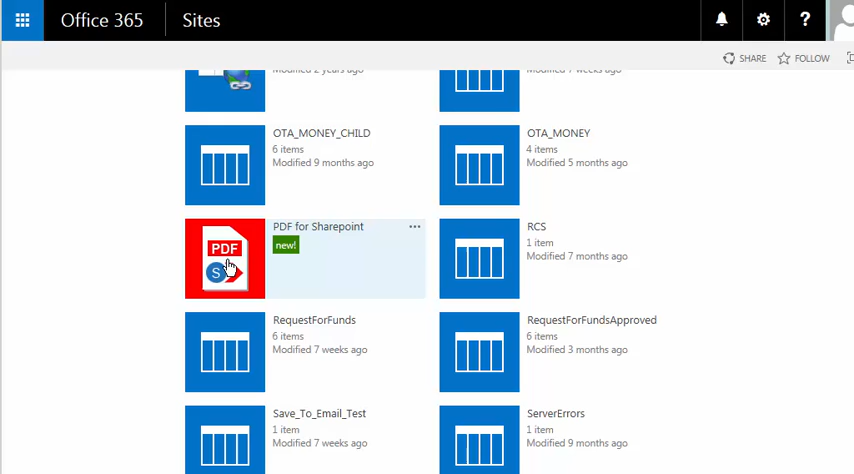 Office 365 Sites
SHARE FOLLOW
Modified 2 years ago
Modified 7 weeks ago
OTA_MONEY_CHILD
6 items
Modified 9 months ago
OTA_MONEY
4 items
Modified 5 months ago
PDF for Sharepoint
new!
PDF
S
RCS
1 item
Modified 7 months ago
RequestForFunds
6 items
Modified 7 weeks ago
RequestForFundsApproved
6 items
Modified 3 months ago
Save_To_Email_Test
1 item
Modified 7 weeks ago
ServerErrors
1 item
Modified 9 months ago